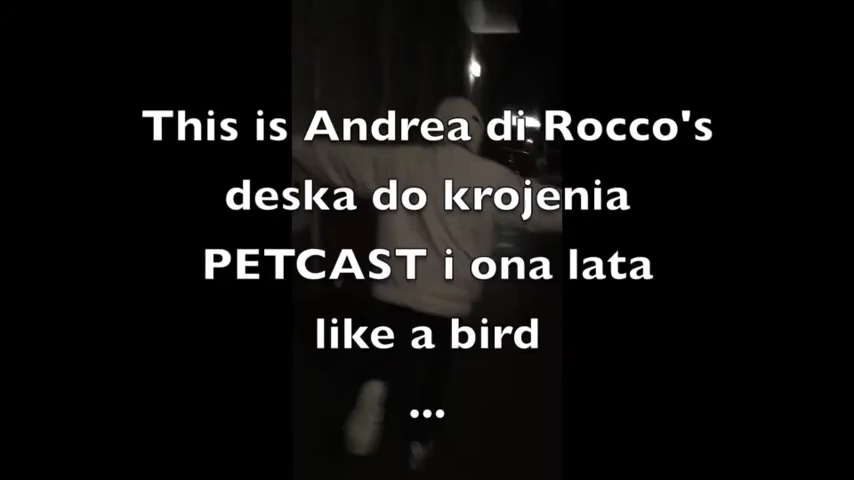 This is Andrea di Rocco's
deska do krojenia
PETCAST i ona lata
like a bird
...